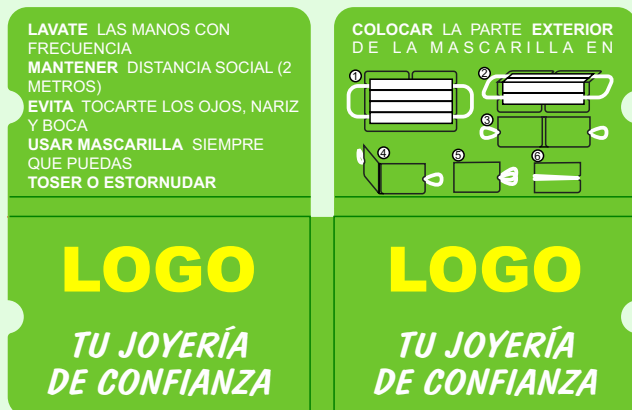 LAVATE LAS MANOS CON
FRECUENCIA
MANTENER DISTANCIA SOCIAL (2
METROS)
EVITA TOCARTE LOS OJOS, NARIZ
Y BOCA
USAR MASCARILLA SIEMPRE
QUE PUEDAS
TOSER O ESTORNUDAR
COLOCAR LA PARTE EXTERIOR
DE LA MASCARILLA EN
1
2
3
4
5
6
LOGO
TU JOYERÍA
DE CONFIANZA
LOGO
TU JOYERÍA
DE CONFIANZA